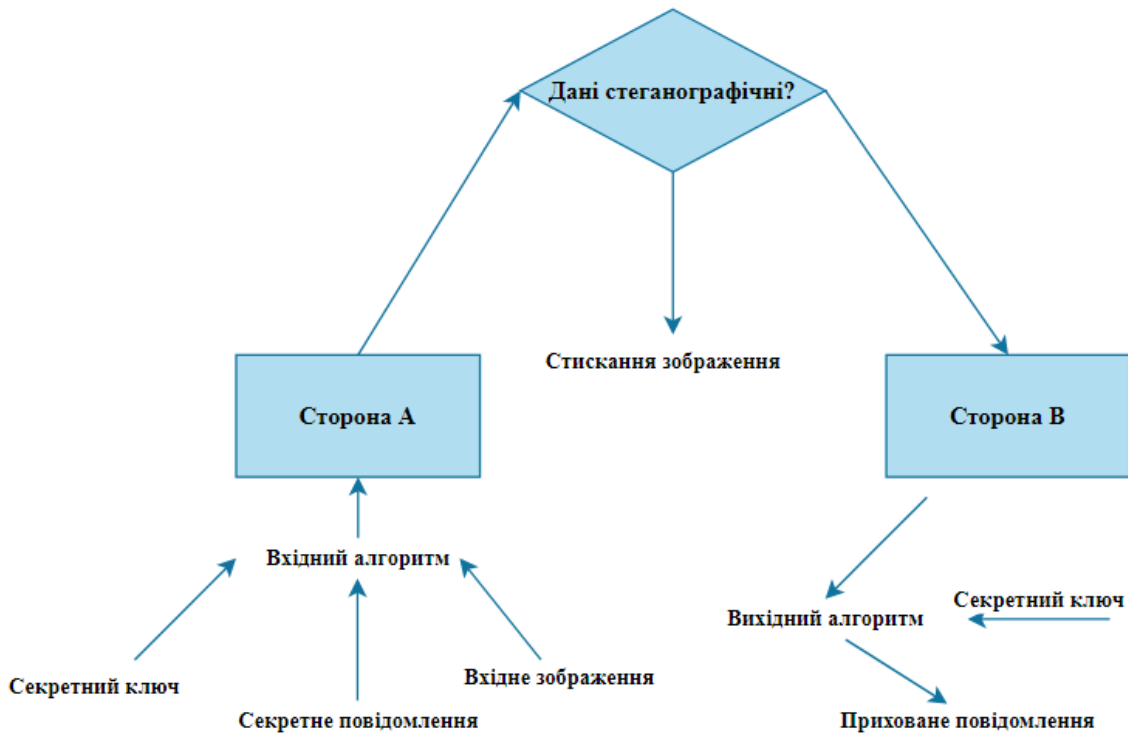 Дані стеганографічні?
Стискання зображення
Сторона А
Сторона В
Вхідний алгоритм
Секретний ключ
Вихідний алгоритм
Секретний ключ
Вхідне зображення
Секретне повідомлення
Приховане повідомлення